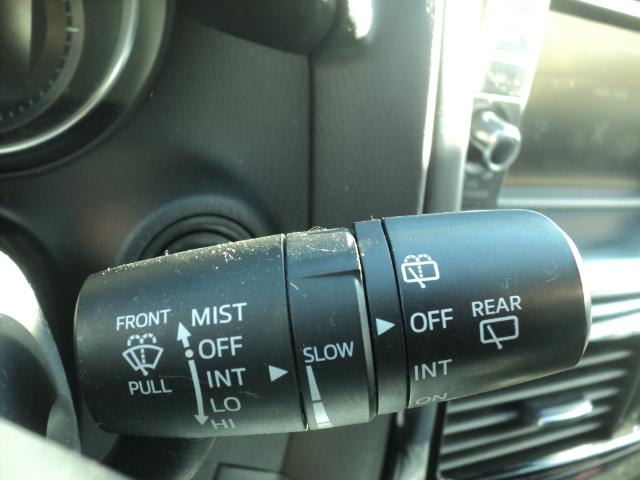 FRONT
PULL
MIST
OFF
INT
LO
HI
SLOW
OFF
INT
ON
REAR